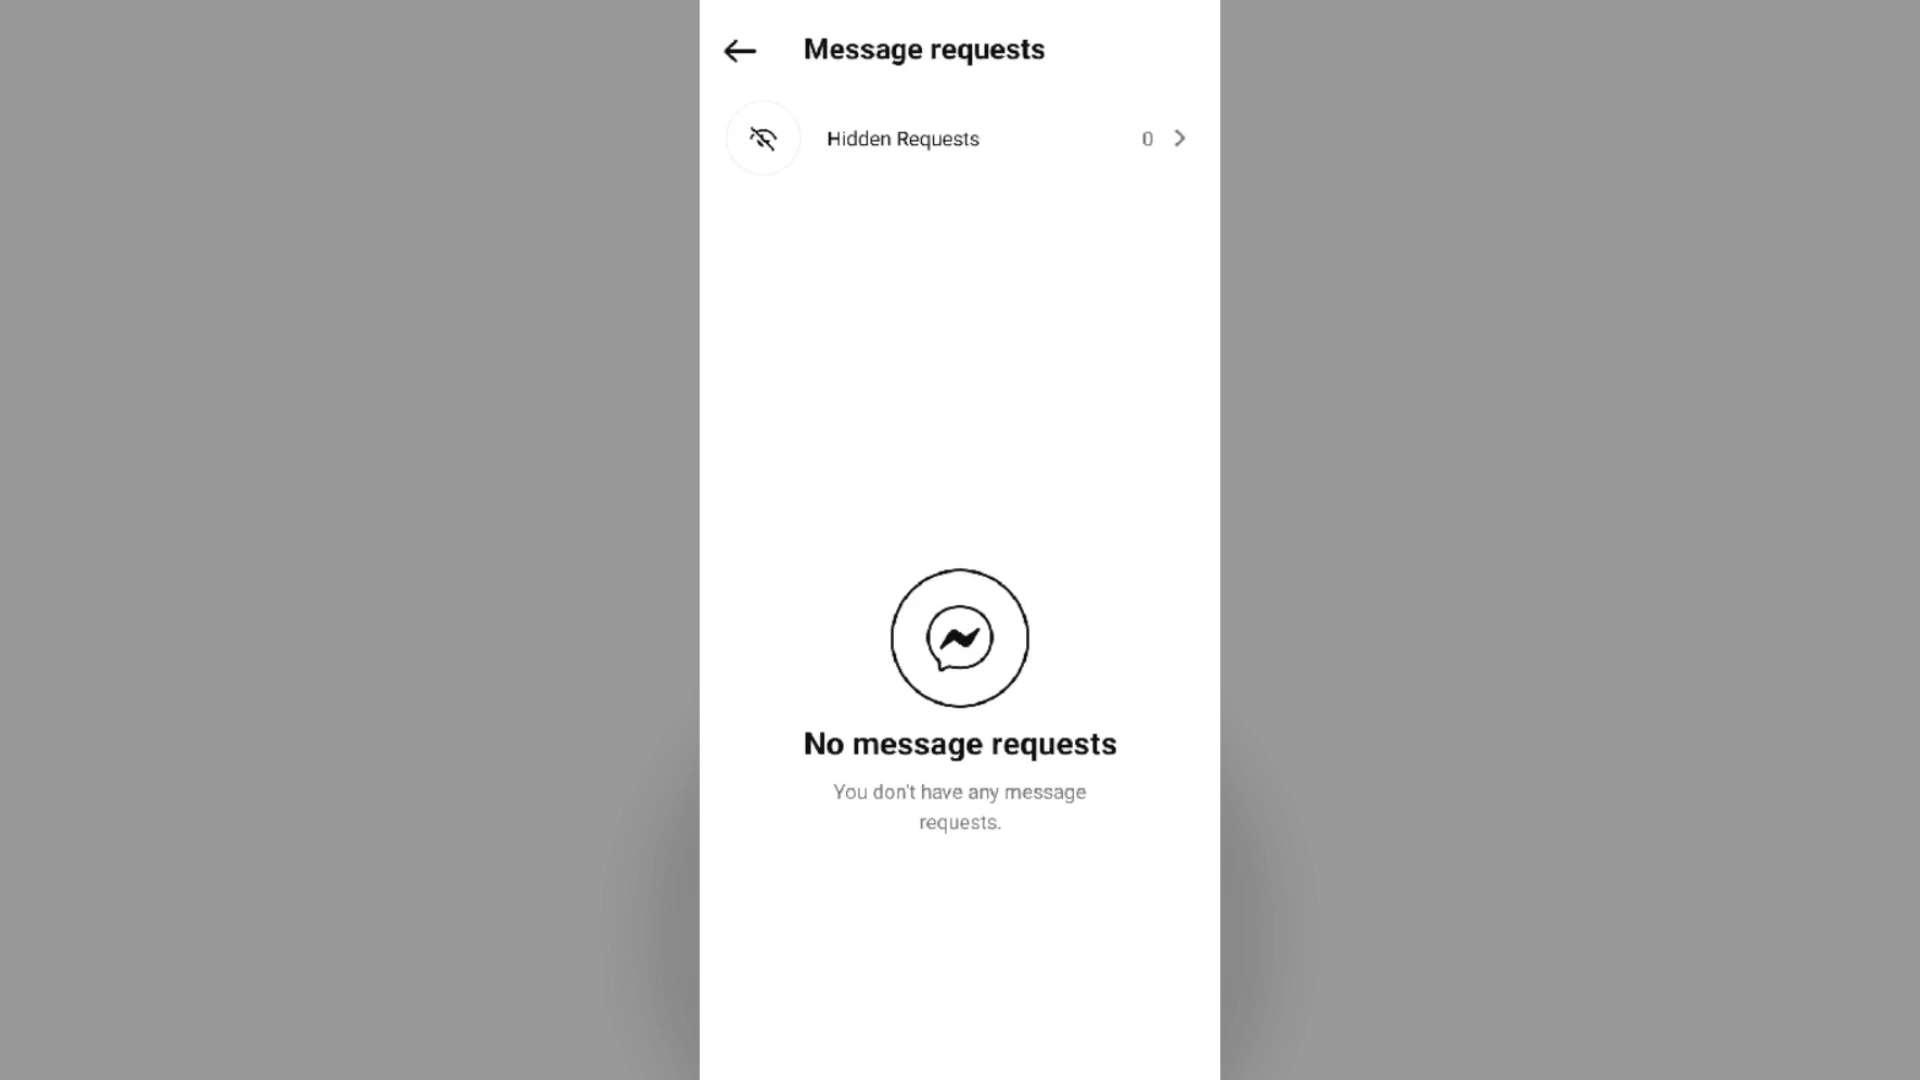 Message requests
Hidden Requests 0
No message requests
You don't have any message
requests.